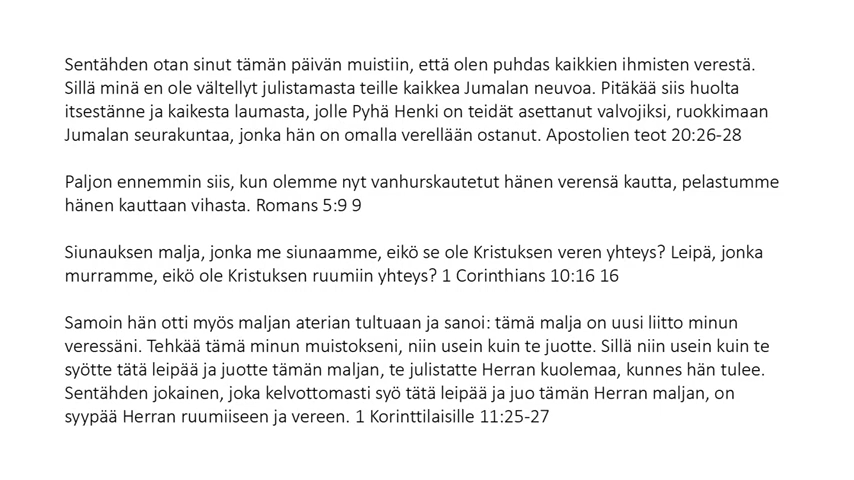 Sentähden otan sinut tämän päivän muistiin, että olen puhdas kaikkien ihmisten verestä.
Sillä minä en ole vältellyt julistamasta teille kaikkea Jumalan neuvoa. Pitäkää siis huolta
itsestänne ja kaikesta laumasta, jolle Pyhä Henki on teidät asettanut valvojiksi, ruokkimaan
Jumalan seurakuntaa, jonka hän on omalla verellään ostanut. Apostolien teot 20:26-28
Paljon ennemmin siis, kun olemme nyt vanhurskautetut hänen verensä kautta, pelastumme
hänen kauttaan vihasta. Romans 5:9 9
Siunauksen malja, jonka me siunaamme, eikö se ole Kristuksen veren yhteys? Leipä, jonka
murramme, eikö ole Kristuksen ruumiin yhteys? 1 Corinthians 10:16 16
Samoin hän otti myös maljan aterian tultuaan ja sanoi: tämä malja on uusi liitto minun
veressäni. Tehkää tämä minun muistokseni, niin usein kuin te juotte. Sillä niin usein kuin te
syötte tätä leipää ja juotte tämän maljan, te julistatte Herran kuolemaa, kunnes hän tulee.
Sentähden jokainen, joka kelvottomasti syö tätä leipää ja juo tämän Herran maljan, on
syypää Herran ruumiiseen ja vereen. 1 Korinttilaisille 11:25-27